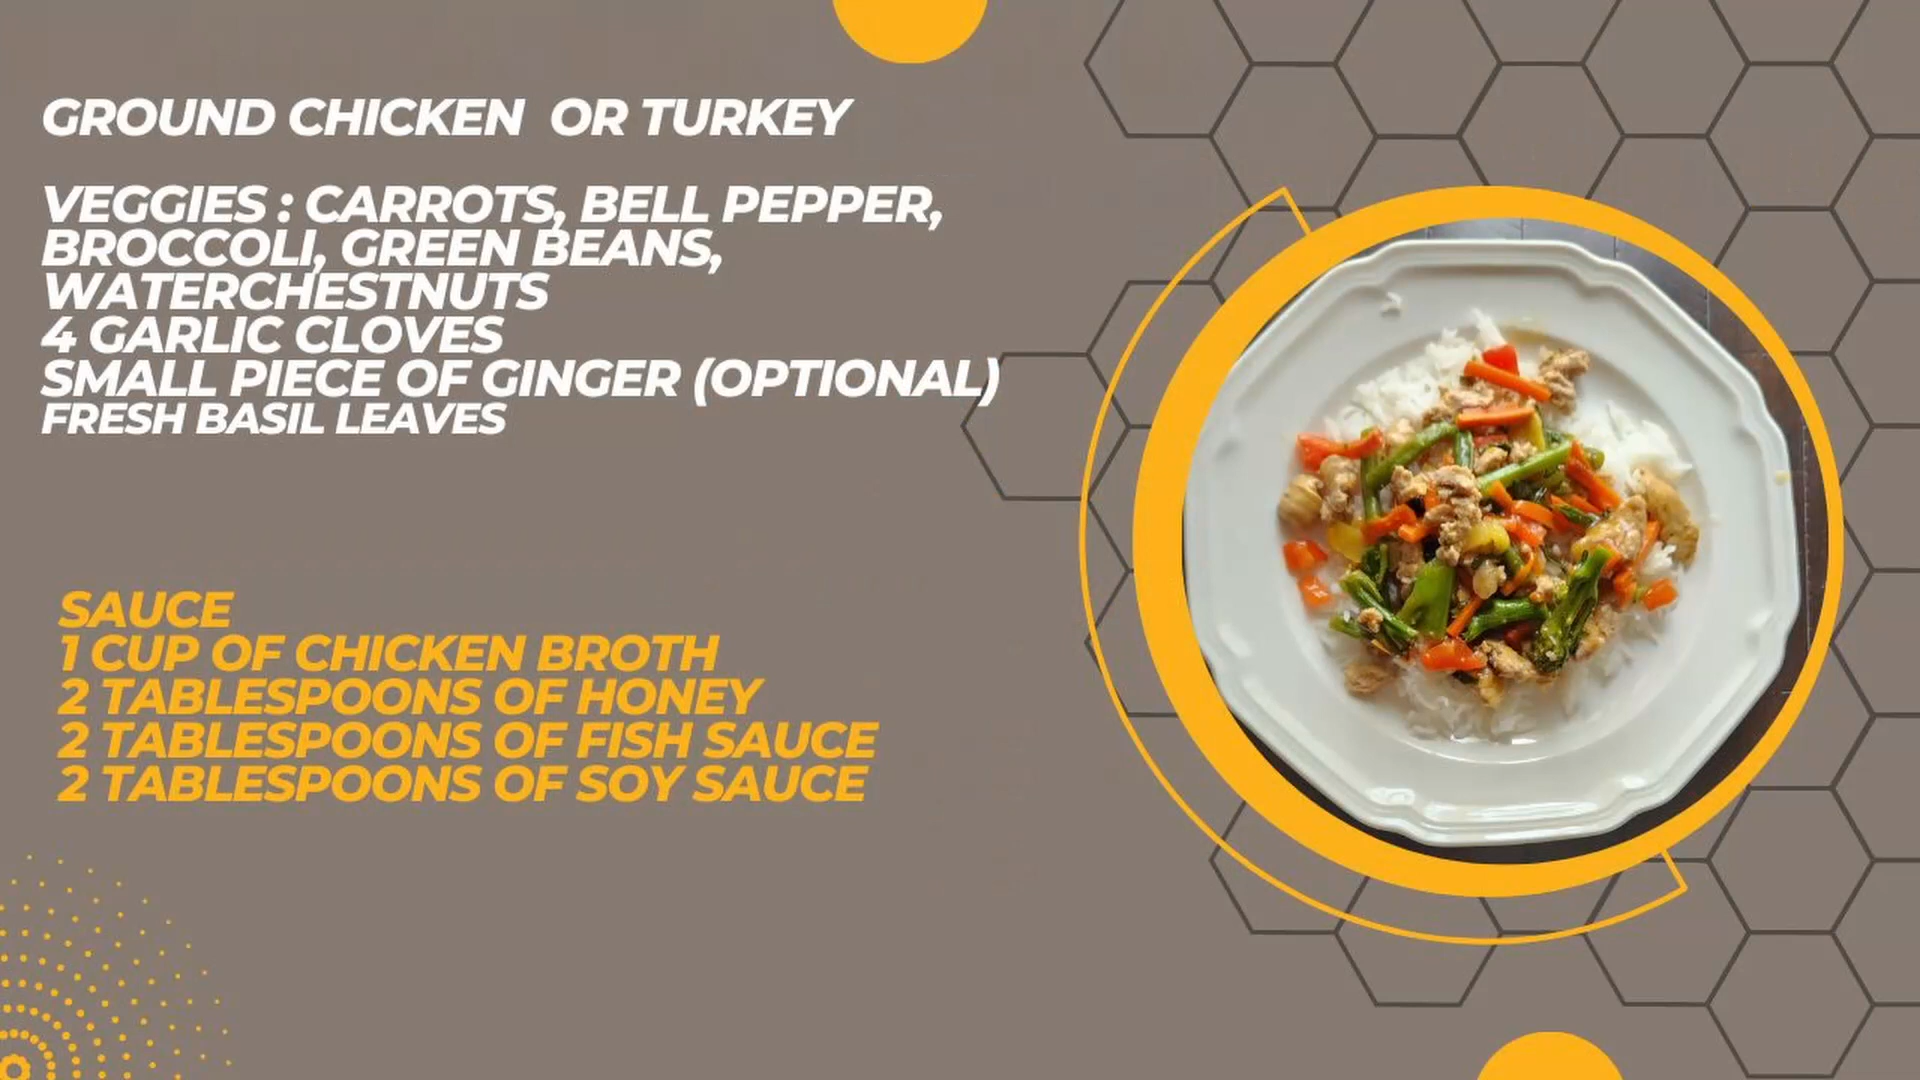 GROUND CHICKEN OR TURKEY
VEGGIES : CARROTS, BELL PEPPER,
BROCCOLI, GREEN BEANS,
WATERCHESTNUTS
4 GARLIC CLOVES
SMALL PIECE OF GINGER (OPTIONAL)
FRESH BASIL LEAVES
SAUCE
1 CUP OF CHICKEN BROTH
2 TABLESPOONS OF HONEY
2 TABLESPOONS OF FISH SAUCE
2 TABLESPOONS OF SOY SAUCE